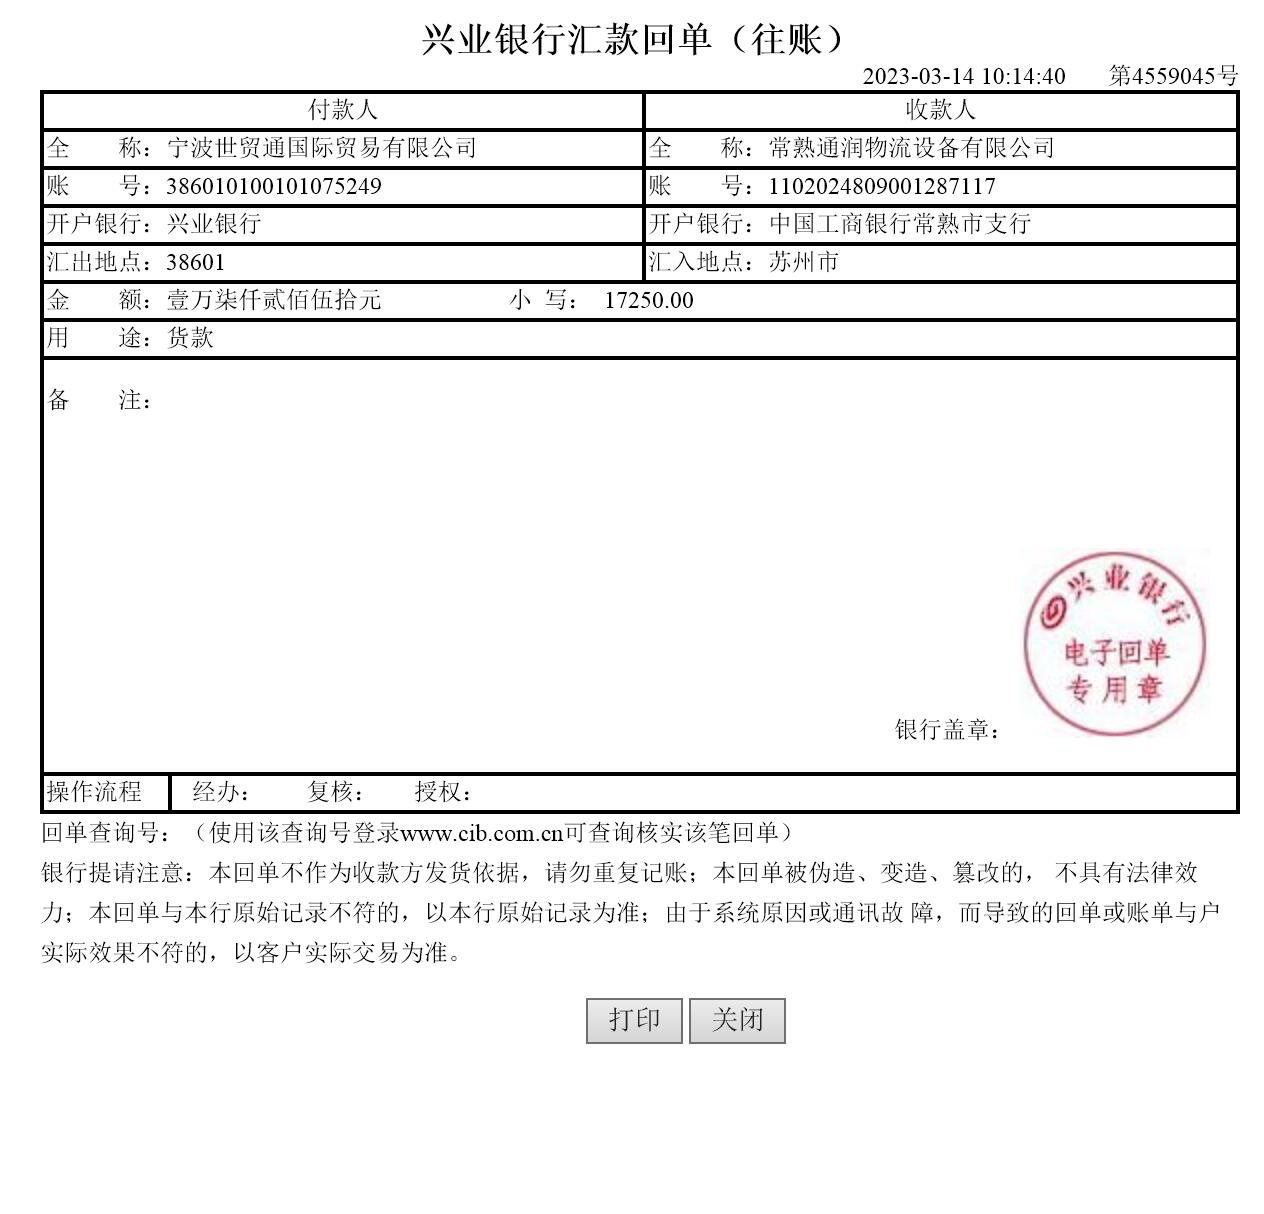 兴业银行汇款回单（往账）
2023-03-14 10:14:40 第4559045号
付款人 收款人
全 称：宁波世贸通国际贸易有限公司 全 称：常熟通润物流设备有限公司
账 号：386010100101075249 账 号：1102024809001287117
开户银行：兴业银行 开户银行：中国工商银行常熟市支行
汇出地点：38601 汇入地点：苏州市
金 额：壹万柒仟贰佰伍拾元 小 写： 17250.00
用 途：货款
备 注：
兴业银行
电子回单
专用章
银行盖章：
操作流程 经办： 复核： 授权：
回单查询号：（使用该查询号登录www.cib.com.cn可查询核实该笔回单）
银行提请注意：本回单不作为收款方发货依据，请勿重复记账；本回单被伪造、变造、篡改的， 不具有法律效
力；本回单与本行原始记录不符的，以本行原始记录为准；由于系统原因或通讯故 障，而导致的回单或账单与户
实际效果不符的，以客户实际交易为准。
打印 关闭